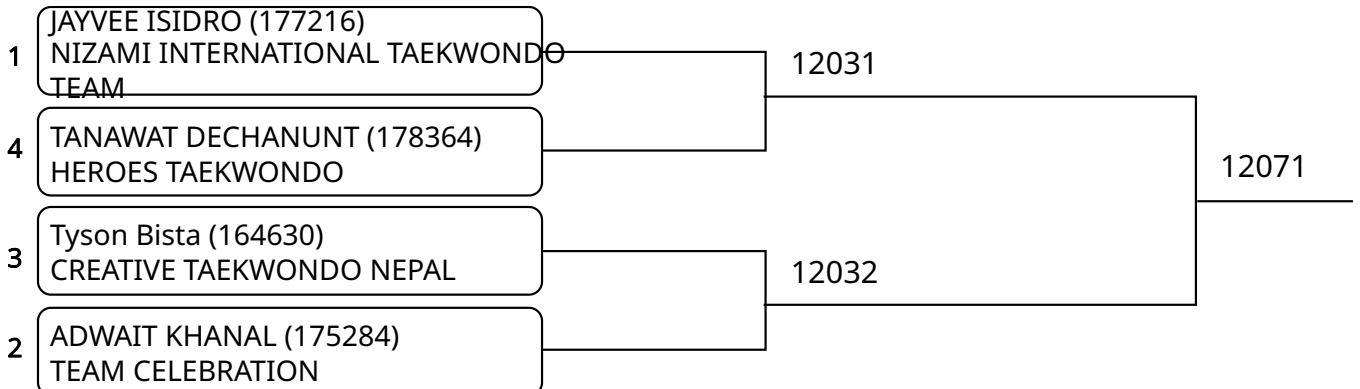 1
JAYVEE ISIDRO (177216)
NIZAMI INTERNATIONAL TAEKWONDO
TEAM
12031
4
TANAWAT DECHANUNT (178364)
HEROES TAEKWONDO
12071
3
Tyson Bista (164630)
CREATIVE TAEKWONDO NEPAL
12032
2
ADWAIT KHANAL (175284)
TEAM CELEBRATION